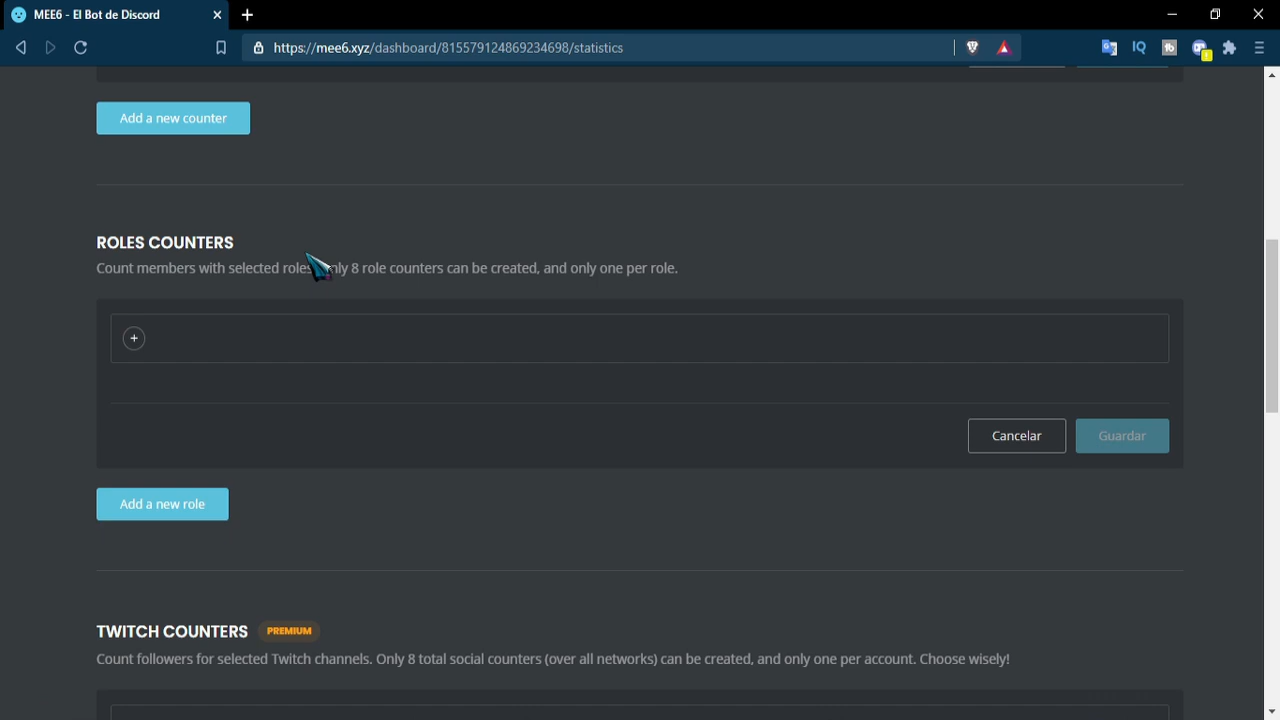 MEE6 - El Bot de Discord
https://mee6.xyz/dashboard/815579124869234698/statistics
IQ
1
Add a new counter
ROLES COUNTERS
Count members with selected roles. Only 8 role counters can be created, and only one per role.
Cancelar
Guardar
Add a new role
TWITCH COUNTERS PREMIUM
Count followers for selected Twitch channels. Only 8 total social counters (over all networks) can be created, and only one per account. Choose wisely!